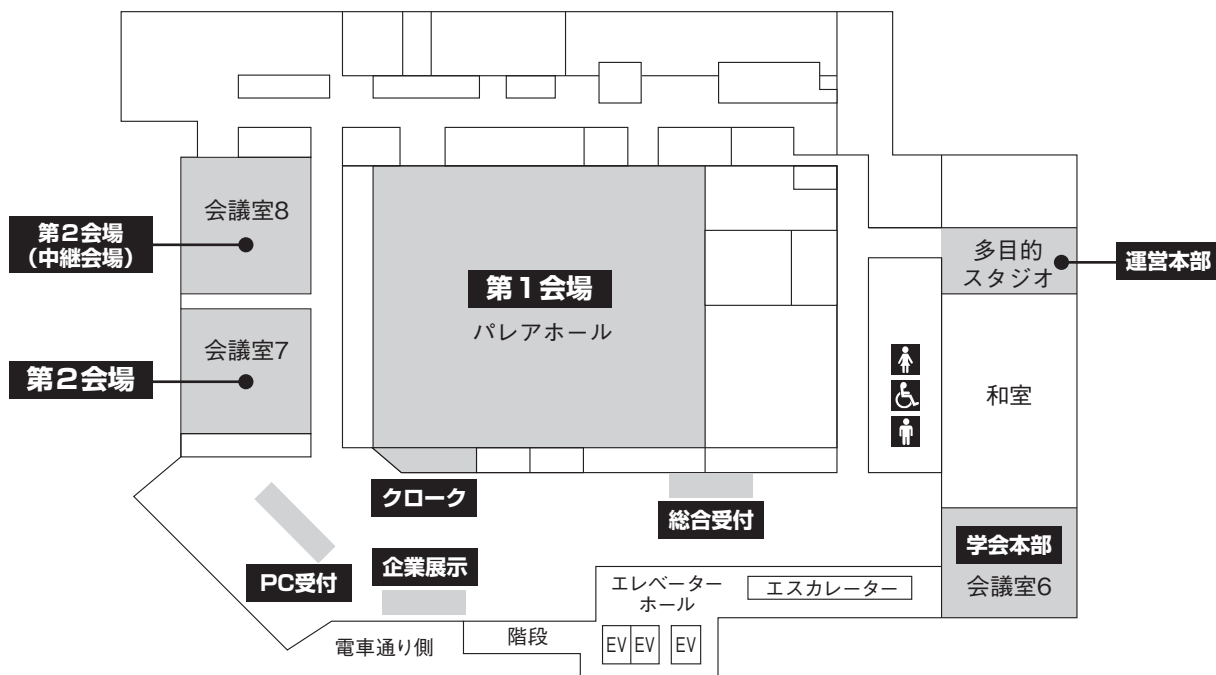 会議室8
第2会場
（中継会場）
多目的
スタジオ
運営本部
第1会場
パレアホール
会議室7
第2会場
和室
クローク
総合受付
学会本部
会議室6
PC受付
企業展示
エレベーター
ホール
エスカレーター
電車通り側
階段
EV EV EV